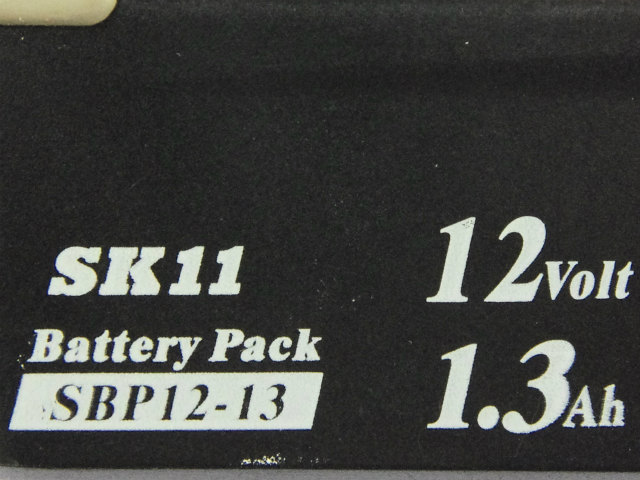 SK11
Battery Pack
SBP12-13
12Volt
1.3Ah